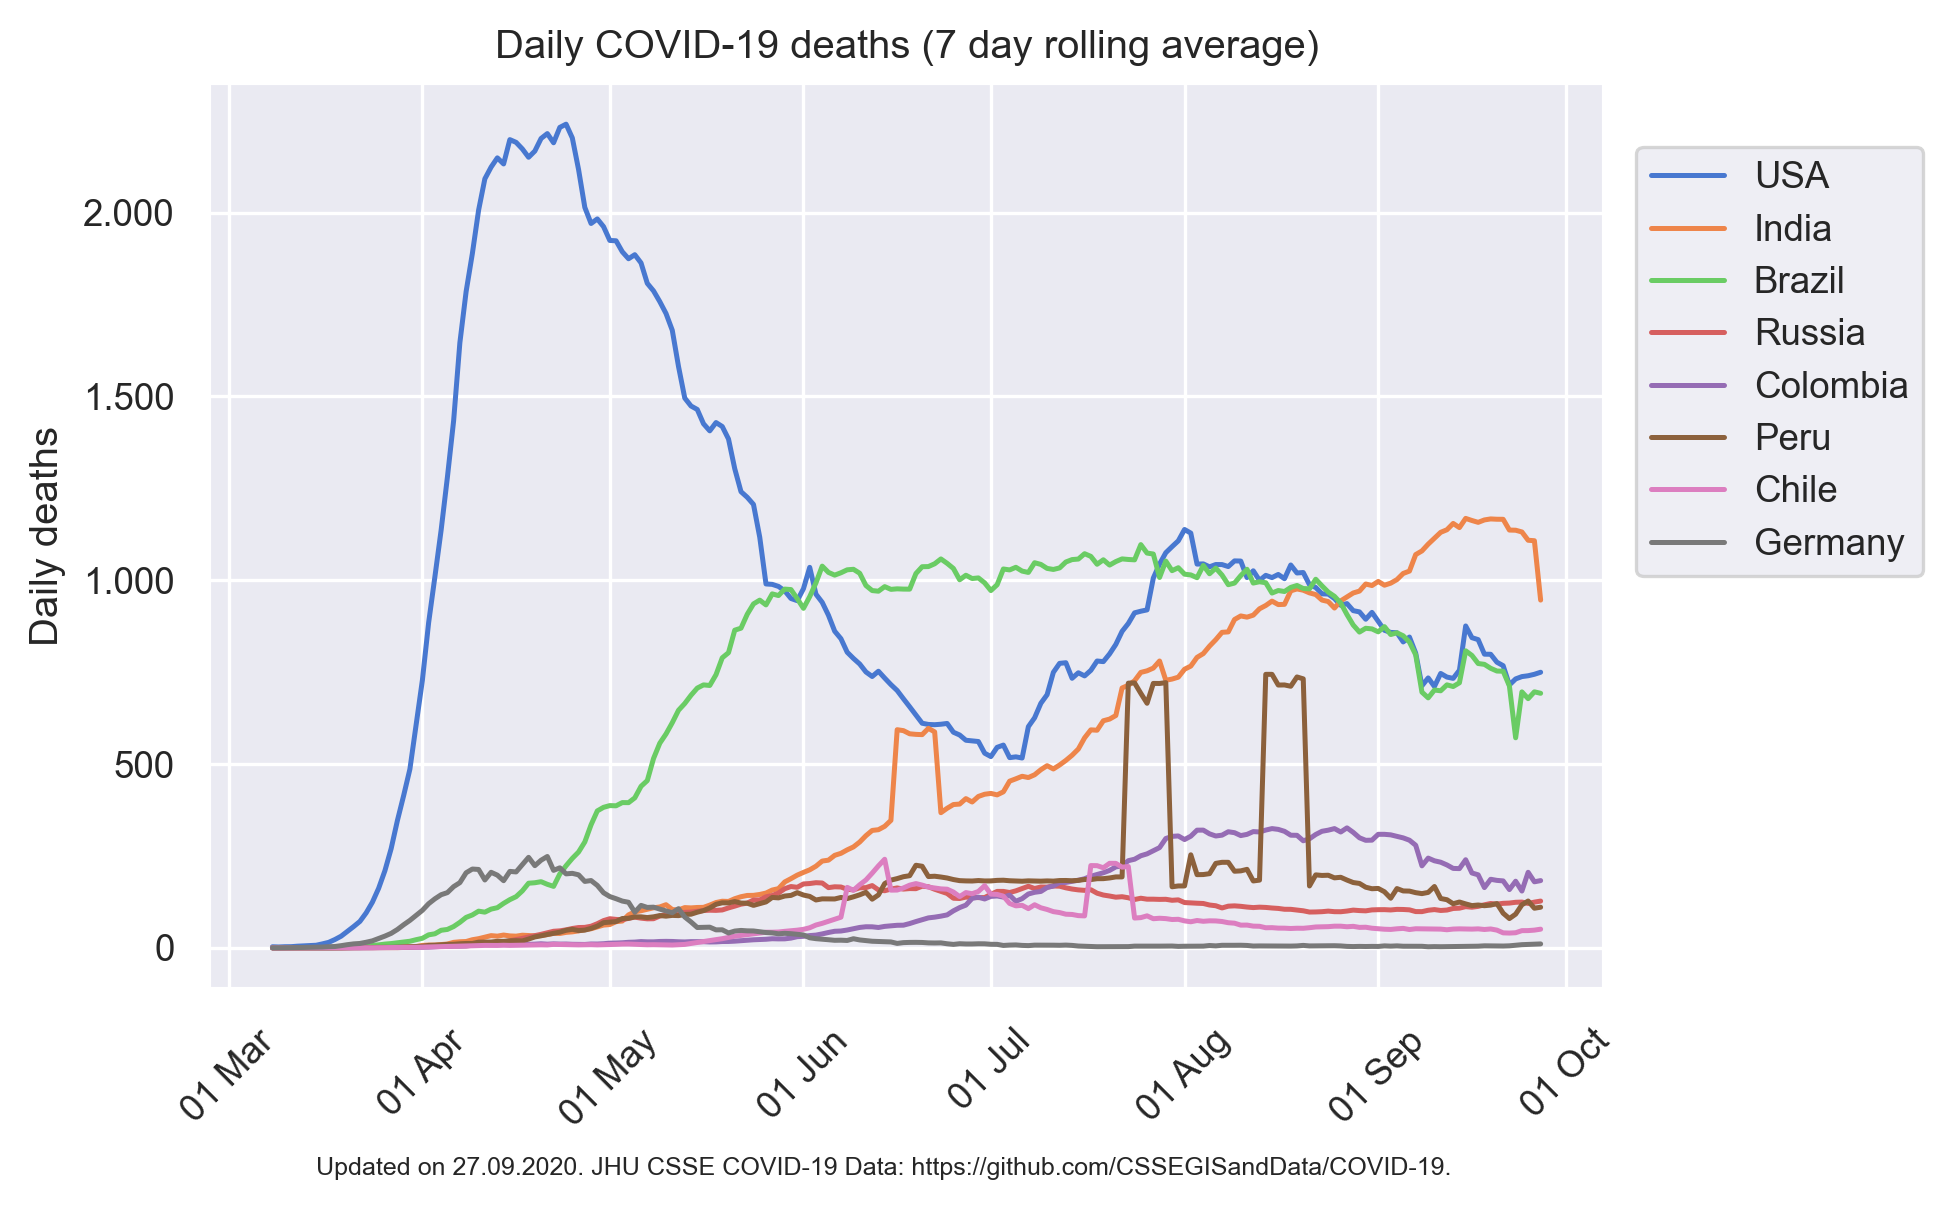 Daily COVID-19 deaths (7 day rolling average)
Daily deaths
2.000
1.500
1.000
500
0
01 Mar
01 Apr
01 May
01 Jun
01 Jul
01 Aug
01 Sep
01 Oct
USA
India
Brazil
Russia
Colombia
Peru
Chile
Germany
Updated on 27.09.2020. JHU CSSE COVID-19 Data: https://github.com/CSSEGISandData/COVID-19.